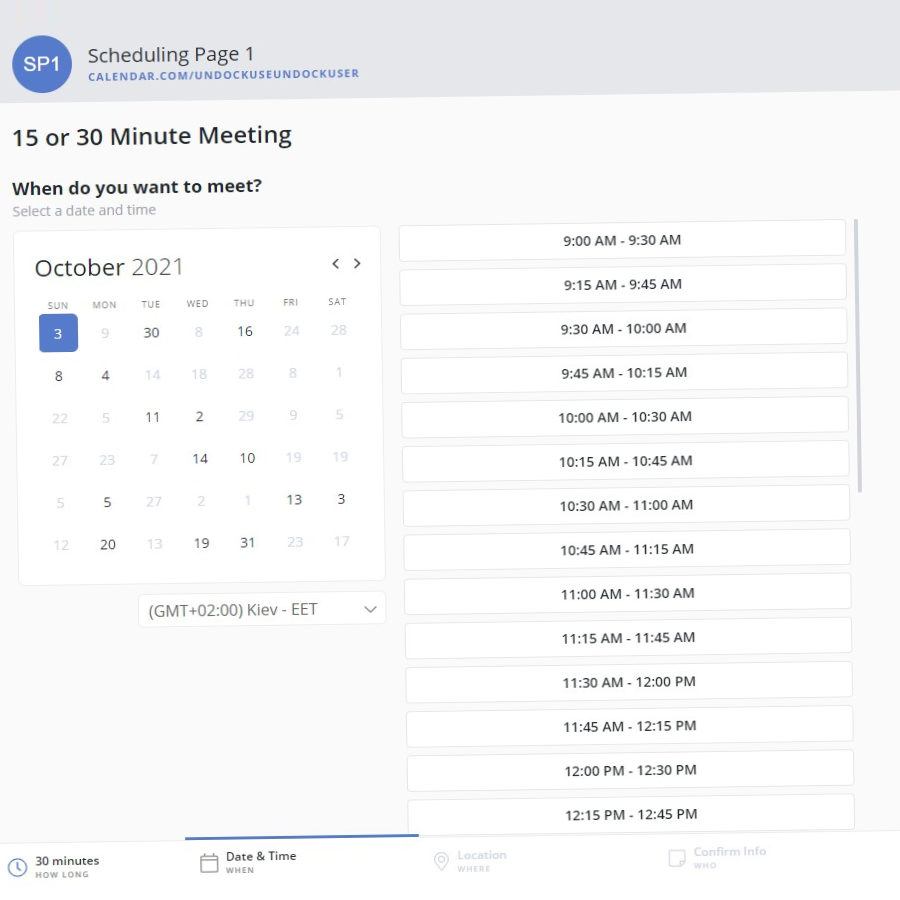 SP1
Scheduling Page 1
CALENDAR.COM/UNDOCKUSEUNDOCKUSER
15 or 30 Minute Meeting
When do you want to meet?
Select a date and time
October 2021
SUN MON TUE WED THU FRI SAT
3 9 30 8 16 24 28
8 4 14 18 28 8 1
22 5 11 2 29 9 5
27 23 7 14 10 19 19
5 5 27 2 1 13 3
12 20 13 19 31 23 17
(GMT+02:00) Kiev - EET
9:00 AM - 9:30 AM
9:15 AM - 9:45 AM
9:30 AM - 10:00 AM
9:45 AM - 10:15 AM
10:00 AM - 10:30 AM
10:15 AM - 10:45 AM
10:30 AM - 11:00 AM
10:45 AM - 11:15 AM
11:00 AM - 11:30 AM
11:15 AM - 11:45 AM
11:30 AM - 12:00 PM
11:45 AM - 12:15 PM
12:00 PM - 12:30 PM
12:15 PM - 12:45 PM
30 minutes
HOW LONG
Date & Time
WHEN
Location
WHERE
Confirm Info
WHO